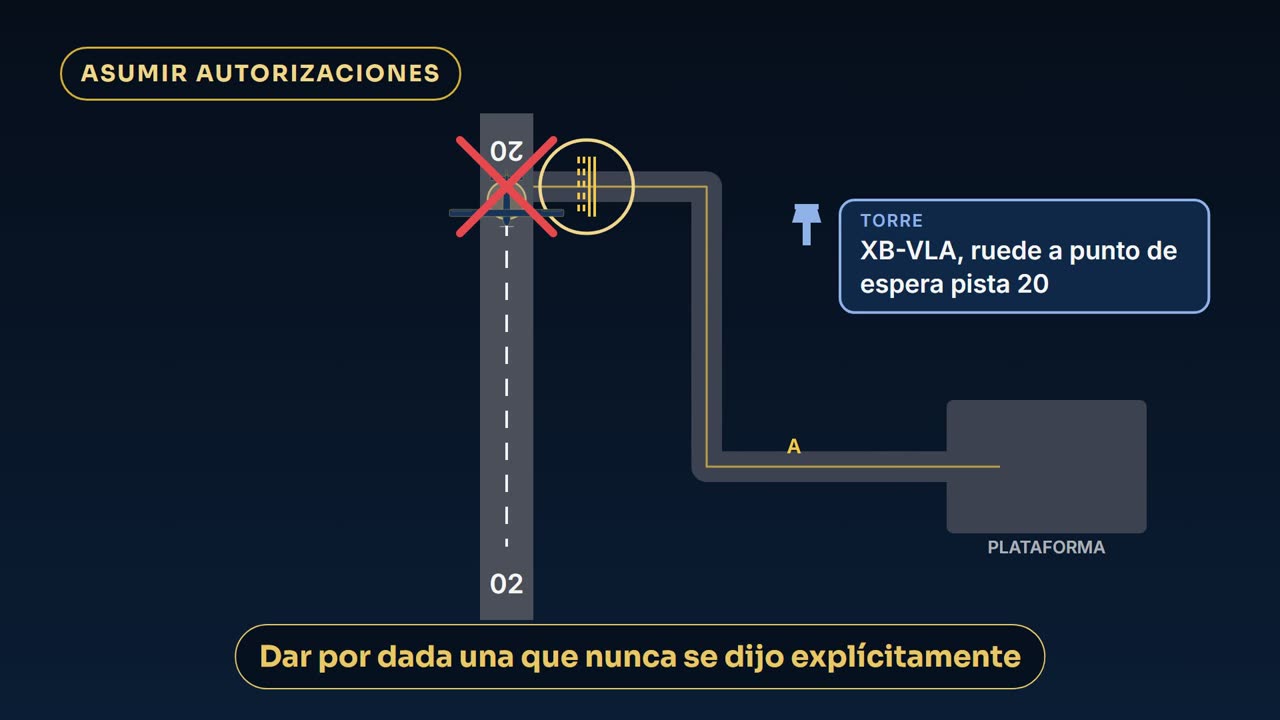 ASUMIR AUTORIZACIONES
20
TORRE
XB-VLA, ruede a punto de
espera pista 20
A
PLATAFORMA
02
Dar por dada una que nunca se dijo explícitamente